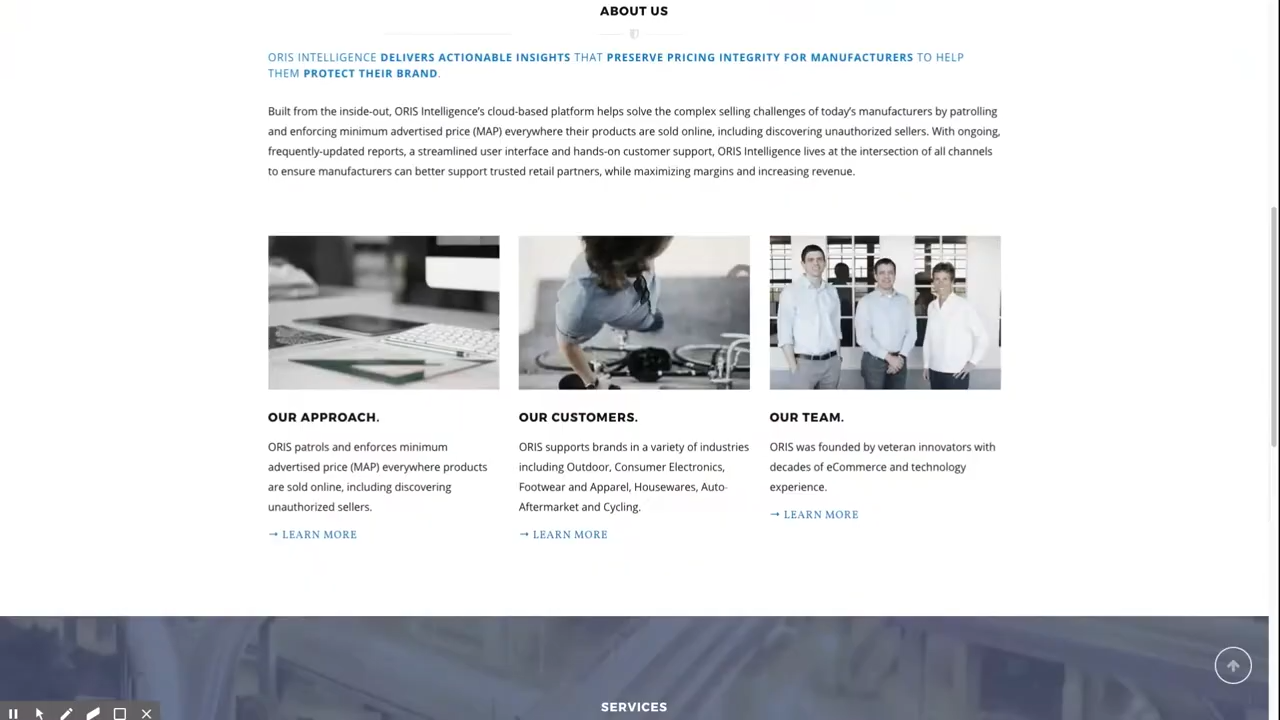 ABOUT US
ORIS INTELLIGENCE DELIVERS ACTIONABLE INSIGHTS THAT PRESERVE PRICING INTEGRITY FOR MANUFACTURERS TO HELP
THEM PROTECT THEIR BRAND.
Built from the inside-out, ORIS Intelligence's cloud-based platform helps solve the complex selling challenges of today's manufacturers by patrolling
and enforcing minimum advertised price (MAP) everywhere their products are sold online, including discovering unauthorized sellers. With ongoing,
frequently-updated reports, a streamlined user interface and hands-on customer support, ORIS Intelligence lives at the intersection of all channels
to ensure manufacturers can better support trusted retail partners, while maximizing margins and increasing revenue.
OUR APPROACH.
ORIS patrols and enforces minimum
advertised price (MAP) everywhere products
are sold online, including discovering
unauthorized sellers.
→ LEARN MORE
OUR CUSTOMERS.
ORIS supports brands in a variety of industries
including Outdoor, Consumer Electronics,
Footwear and Apparel, Housewares, Auto-
Aftermarket and Cycling.
→ LEARN MORE
OUR TEAM.
ORIS was founded by veteran innovators with
decades of eCommerce and technology
experience.
→ LEARN MORE
SERVICES